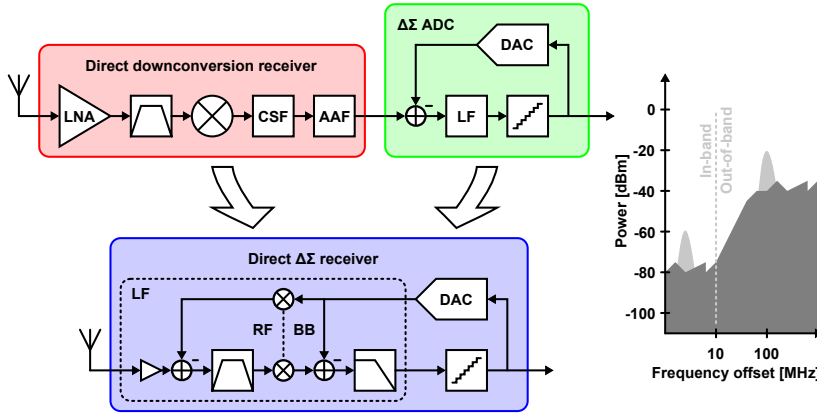 ΔΣ ADC
DAC
Direct downconversion receiver
LNA
CSF
AAF
LF
Direct ΔΣ receiver
LF
DAC
RF
BB
Power [dBm]
0
-20
-40
-60
-80
-100
In-band
Out-of-band
10
100
1000
Frequency offset [MHz]